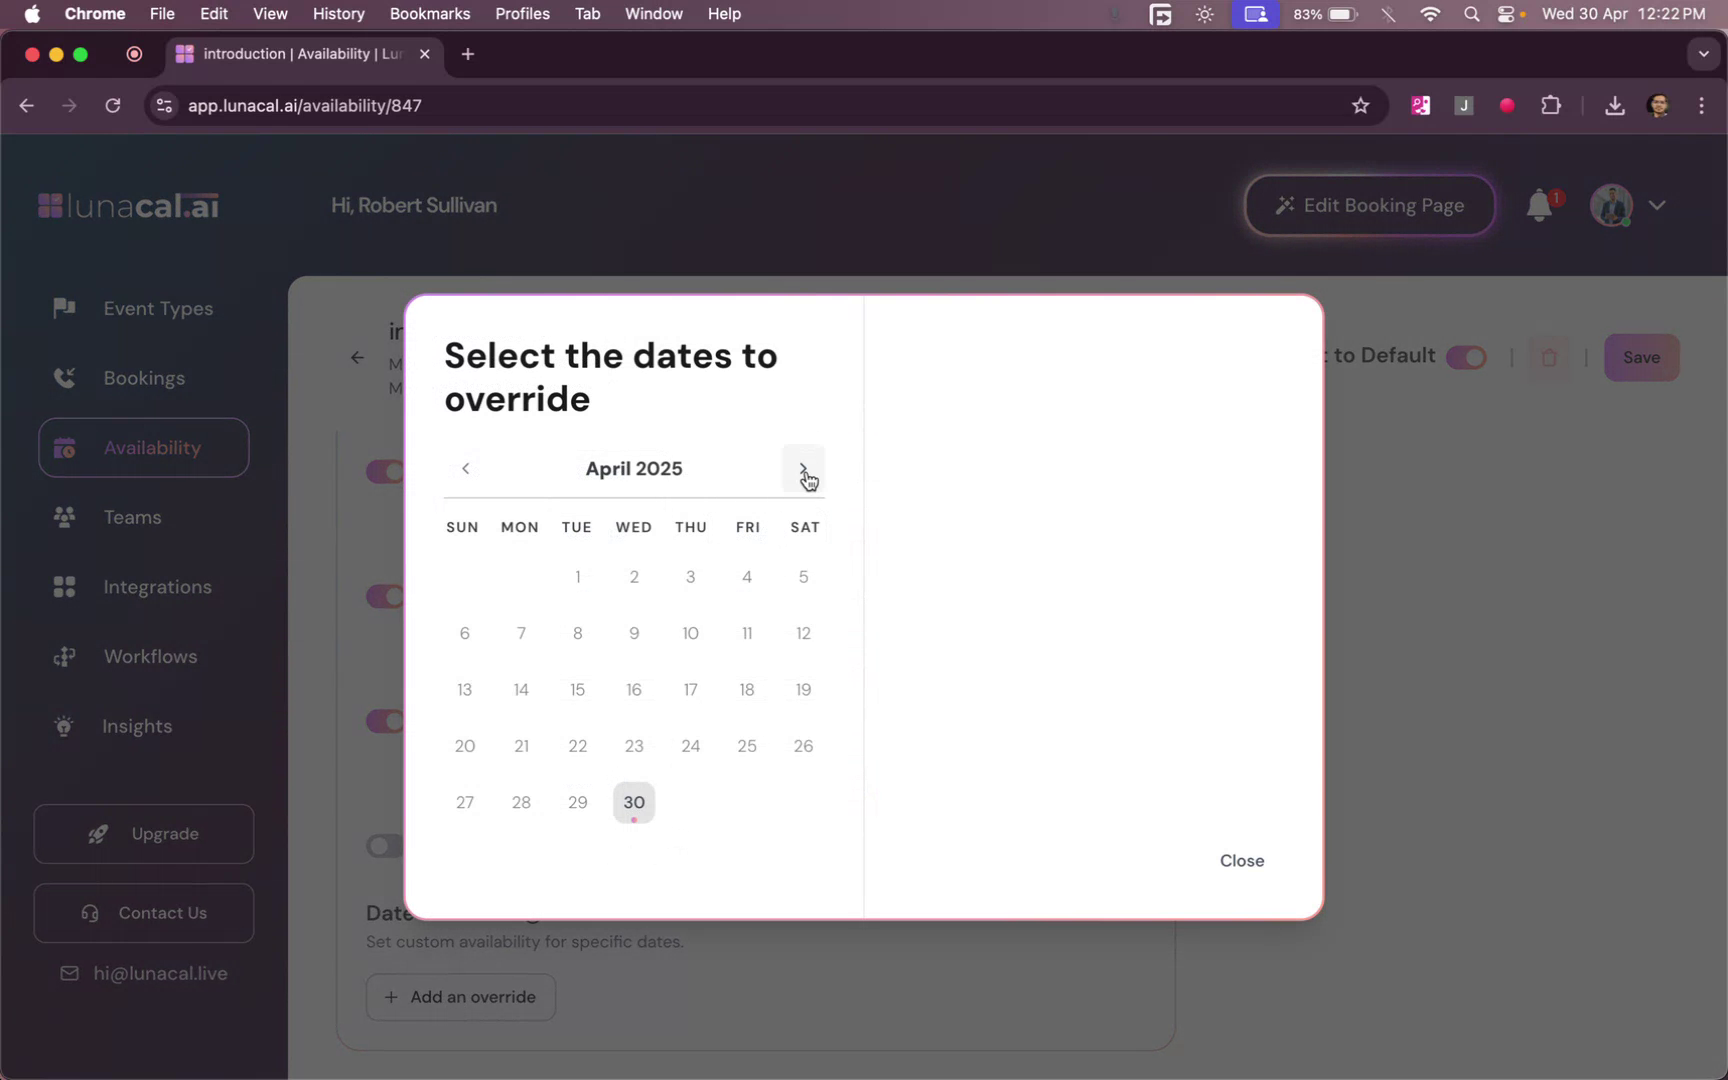 Chrome File Edit View History Bookmarks Profiles Tab Window Help 83% Wed 30 Apr 12:22 PM
introduction | Availability | Lun
app.lunacal.ai/availability/847 J
lunacal.ai Hi, Robert Sullivan Edit Booking Page 1
Event Types
Bookings
Availability
Teams
Integrations
Workflows
Insights
Upgrade
Contact Us
hi@lunacal.live
t to Default | | Save
Select the dates to
override
April 2025
SUN MON TUE WED THU FRI SAT
1 2 3 4 5
6 7 8 9 10 11 12
13 14 15 16 17 18 19
20 21 22 23 24 25 26
27 28 29 30
Close
Date
Set custom availability for specific dates.
+ Add an override